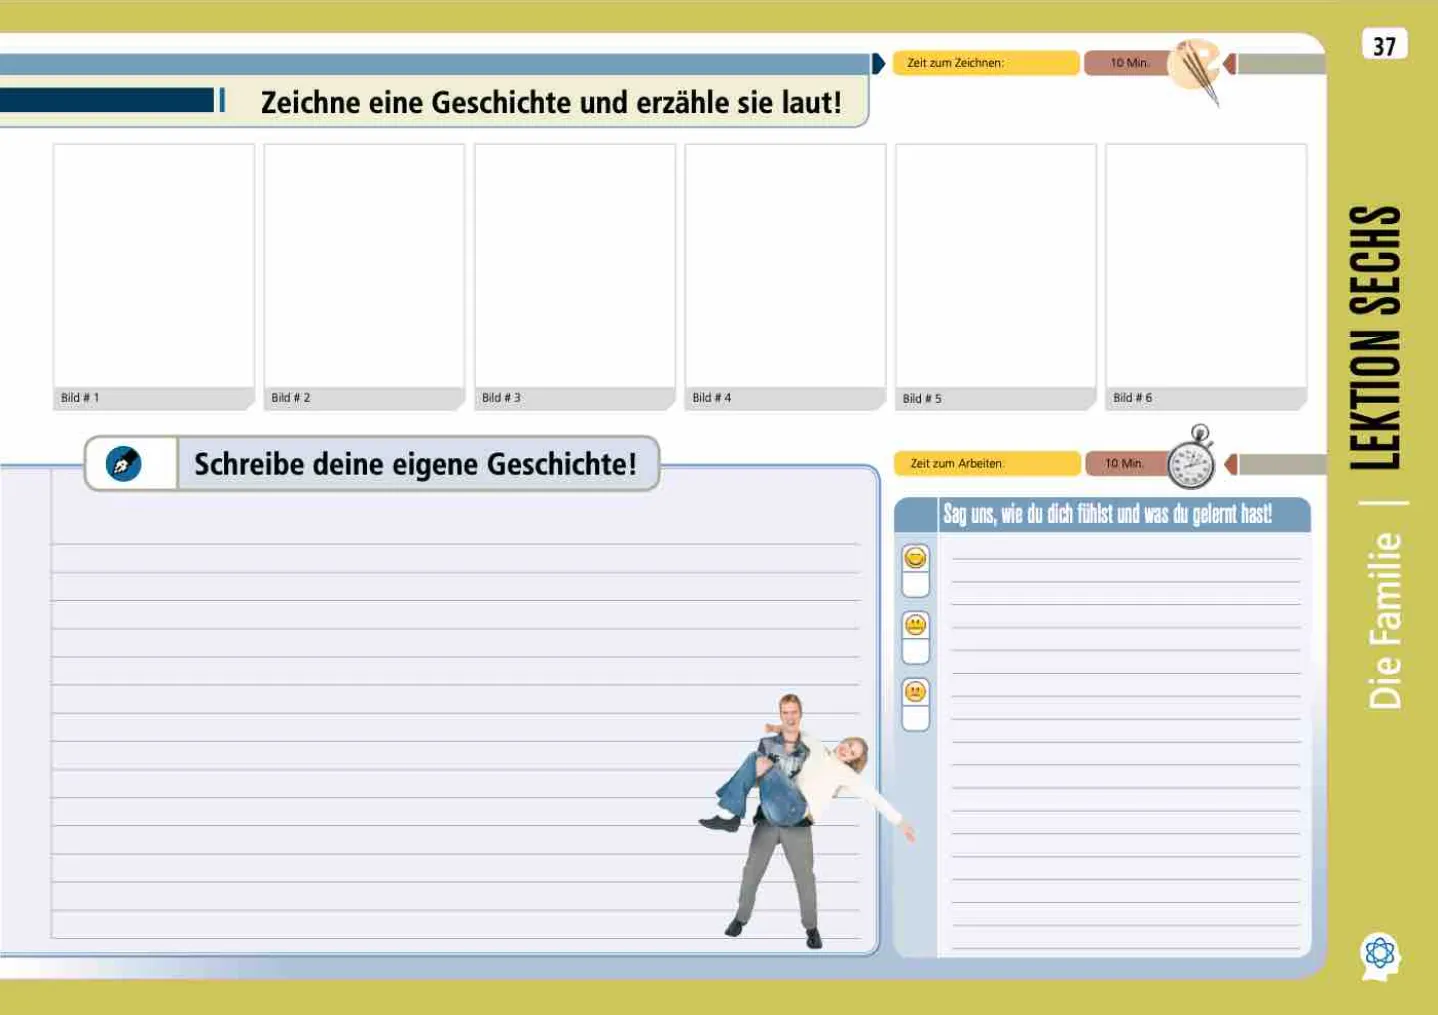 37
Zeit zum Zeichnen:
10 Min.
Zeichne eine Geschichte und erzähle sie laut!
Bild # 1
Bild # 2
Bild # 3
Bild # 4
Bild # 5
Bild # 6
Schreibe deine eigene Geschichte!
Zeit zum Arbeiten:
10 Min.
Sag uns, wie du dich fühlst und was du gelernt hast!
LEKTION SECHS
Die Familie